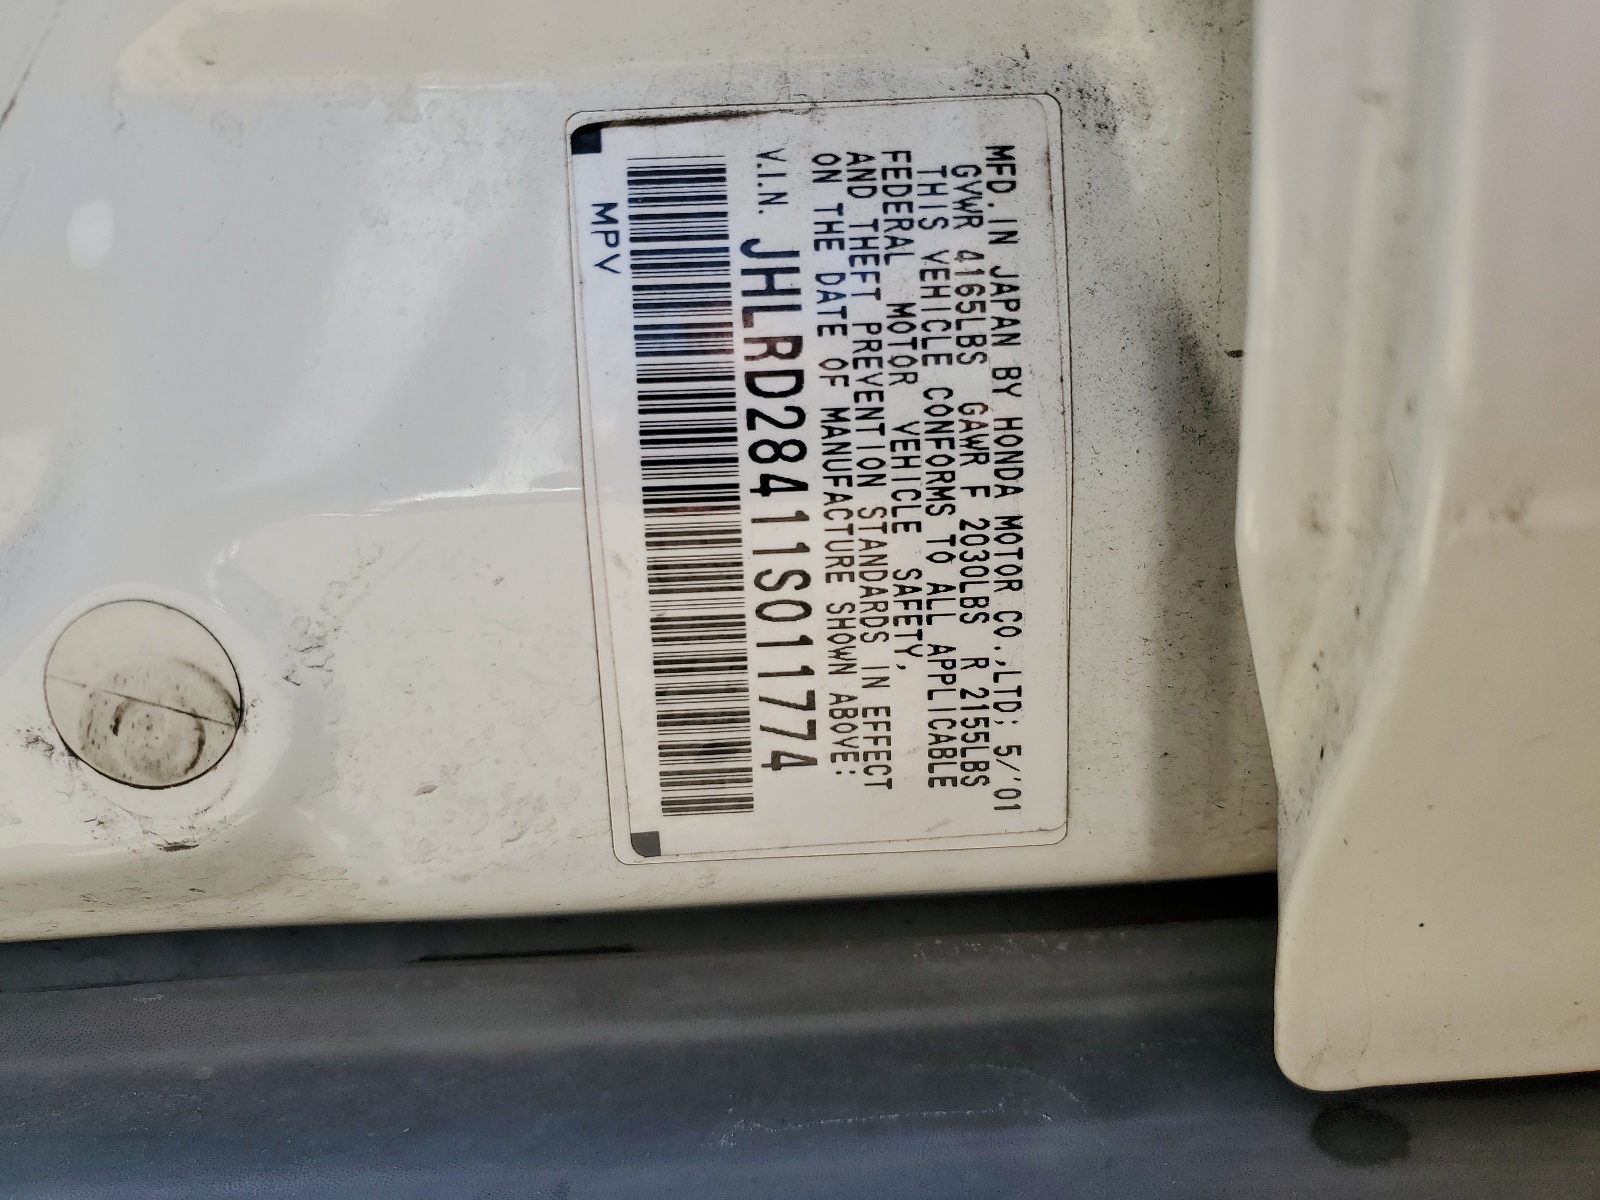 MFD. IN JAPAN BY HONDA MOTOR CO.,LTD; 5/'01
GVWR 4165LBS GAWR F 2030LBS R 2155LBS
THIS VEHICLE CONFORMS TO ALL APPLICABLE
FEDERAL MOTOR VEHICLE SAFETY,
AND THEFT PREVENTION STANDARDS IN EFFECT
ON THE DATE OF MANUFACTURE SHOWN ABOVE:
V.I.N. JHLRD28411S011774
MPV